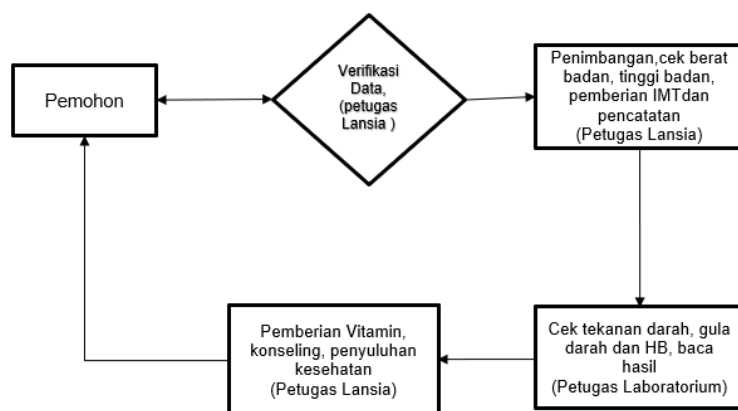 Pemohon
Verifikasi
Data,
(petugas
Lansia )
Penimbangan,cek berat
badan, tinggi badan,
pemberian IMTdan
pencatatan
(Petugas Lansia)
Cek tekanan darah, gula
darah dan HB, baca
hasil
(Petugas Laboratorium)
Pemberian Vitamin,
konseling, penyuluhan
kesehatan
(Petugas Lansia)